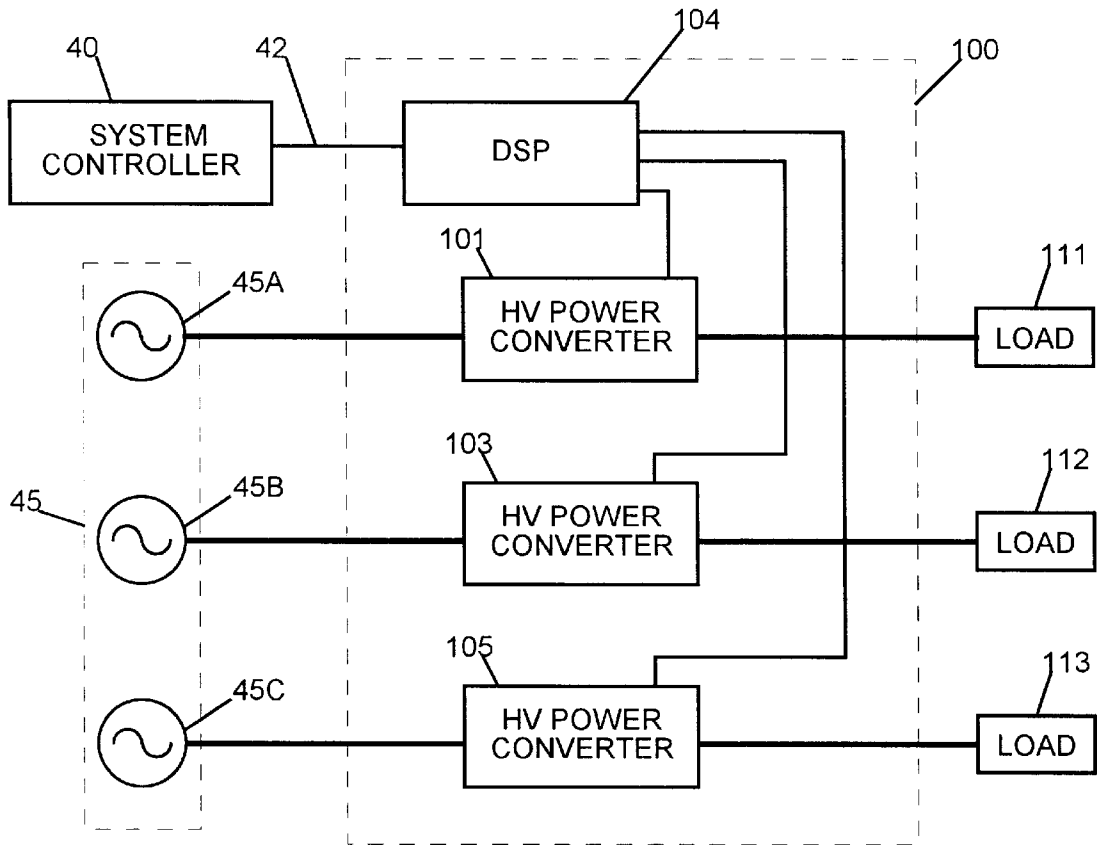 40
42
104
100
SYSTEM
CONTROLLER
DSP
101
111
45A
HV POWER
CONVERTER
LOAD
103
112
45
45B
HV POWER
CONVERTER
LOAD
105
113
45C
HV POWER
CONVERTER
LOAD